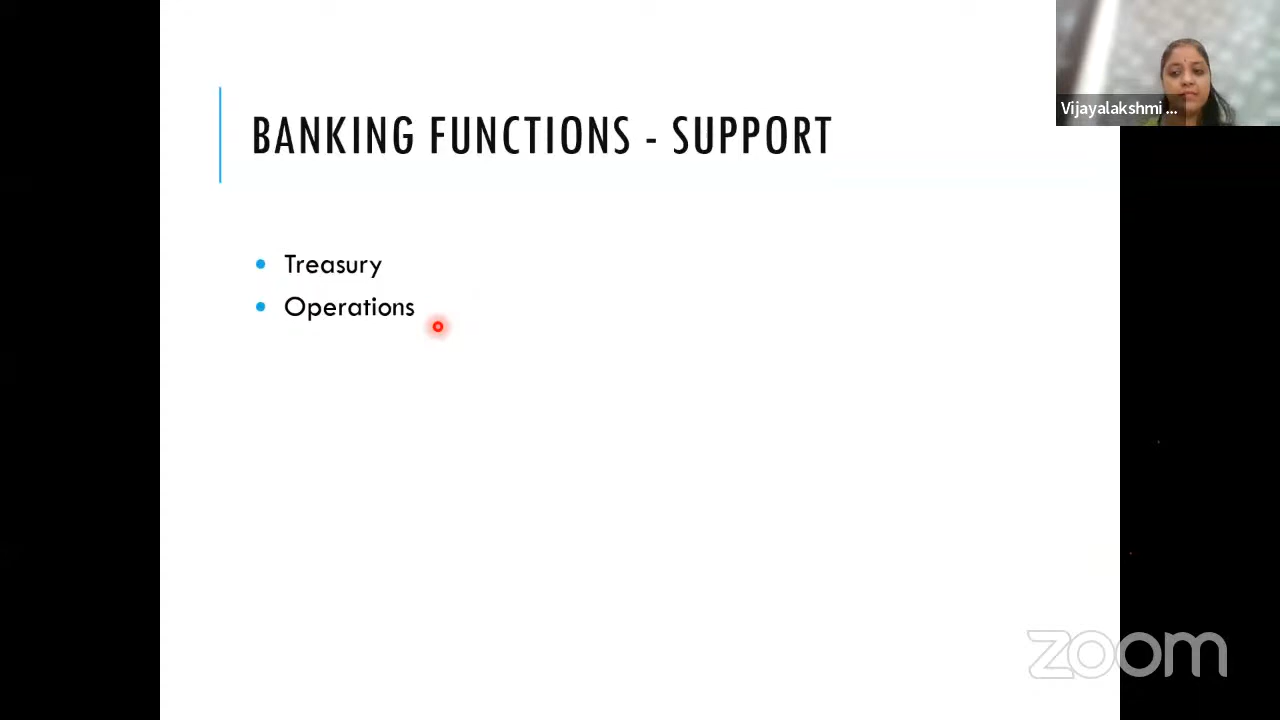 BANKING FUNCTIONS - SUPPORT
Treasury
Operations
Vijayalakshmi ...
zoom